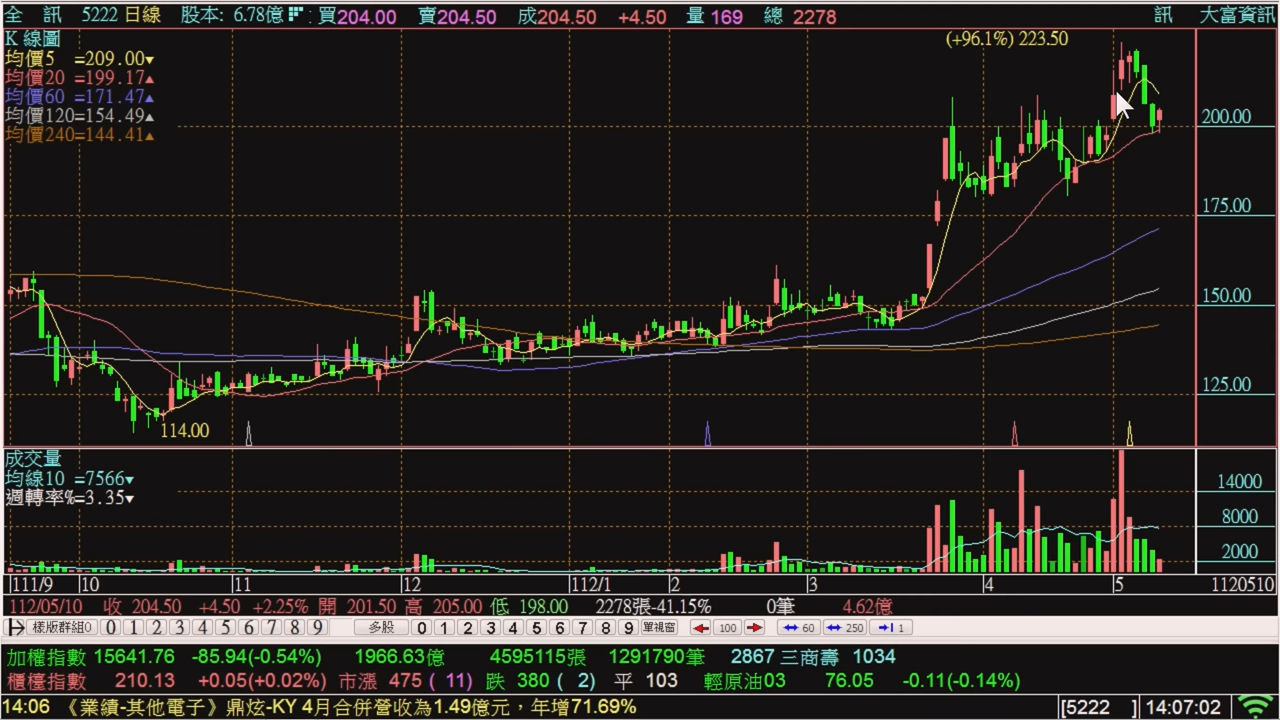 全 訊 5222 日線 股本: 6.78億 : 買204.00 賣204.50 成204.50 +4.50 量 169 總 2278 訊 大富資訊
K 線圖 (+96.1%) 223.50
均價5 =209.00▾
均價20 =199.17▴
均價60 =171.47▴
均價120=154.49▴
均價240=144.41▴
200.00
175.00
150.00
125.00
114.00
成交量
均線10 =7566▾
週轉率%=3.35▾
14000
8000
2000
111/9 10 11 12 112/1 2 3 4 5 1120510
112/05/10 收 204.50 +4.50 +2.25% 開 201.50 高 205.00 低 198.00 2278張-41.15% 0筆 4.62億
樣版群組0 0 1 2 3 4 5 6 7 8 9 多股 0 1 2 3 4 5 6 7 8 9 單視窗 100 60 250 1
加權指數 15641.76 -85.94(-0.54%) 1966.63億 4595115張 1291790筆 2867 三商壽 1034
櫃檯指數 210.13 +0.05(+0.02%) 市漲 475 ( 11) 跌 380 ( 2) 平 103 輕原油03 76.05 -0.11(-0.14%)
14:06 《業績-其他電子》鼎炫-KY 4月合併營收為1.49億元，年增71.69% [5222 ] 14:07:02